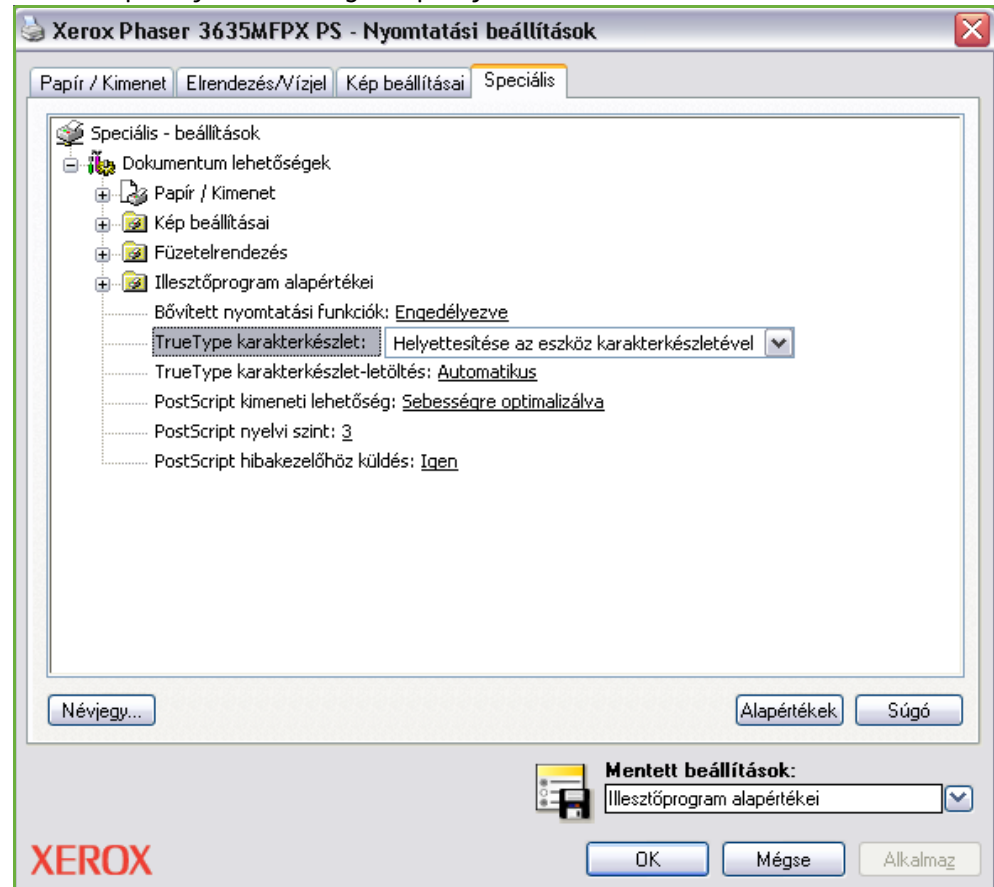 Xerox Phaser 3635MFPX PS - Nyomtatási beállítások
Papír / Kimenet Elrendezés/Vízjel Kép beállításai Speciális
Speciális - beállítások
Dokumentum lehetőségek
Papír / Kimenet
Kép beállításai
Füzetelrendezés
Illesztőprogram alapértékei
Bővített nyomtatási funkciók: Engedélyezve
TrueType karakterkészlet: Helyettesítése az eszköz karakterkészletével
TrueType karakterkészlet-letöltés: Automatikus
PostScript kimeneti lehetőség: Sebességre optimalizálva
PostScript nyelvi szint: 3
PostScript hibakezelőhöz küldés: Igen
Névjegy... Alapértékek Súgó
Mentett beállítások:
Illesztőprogram alapértékei
XEROX OK Mégse Alkalmaz